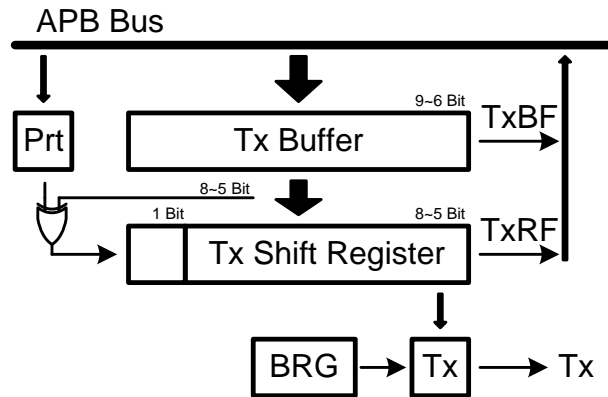 APB Bus
9~6 Bit
Prt
Tx Buffer
TxBF
8~5 Bit
1 Bit
8~5 Bit
Tx Shift Register
TxRF
BRG
Tx
Tx